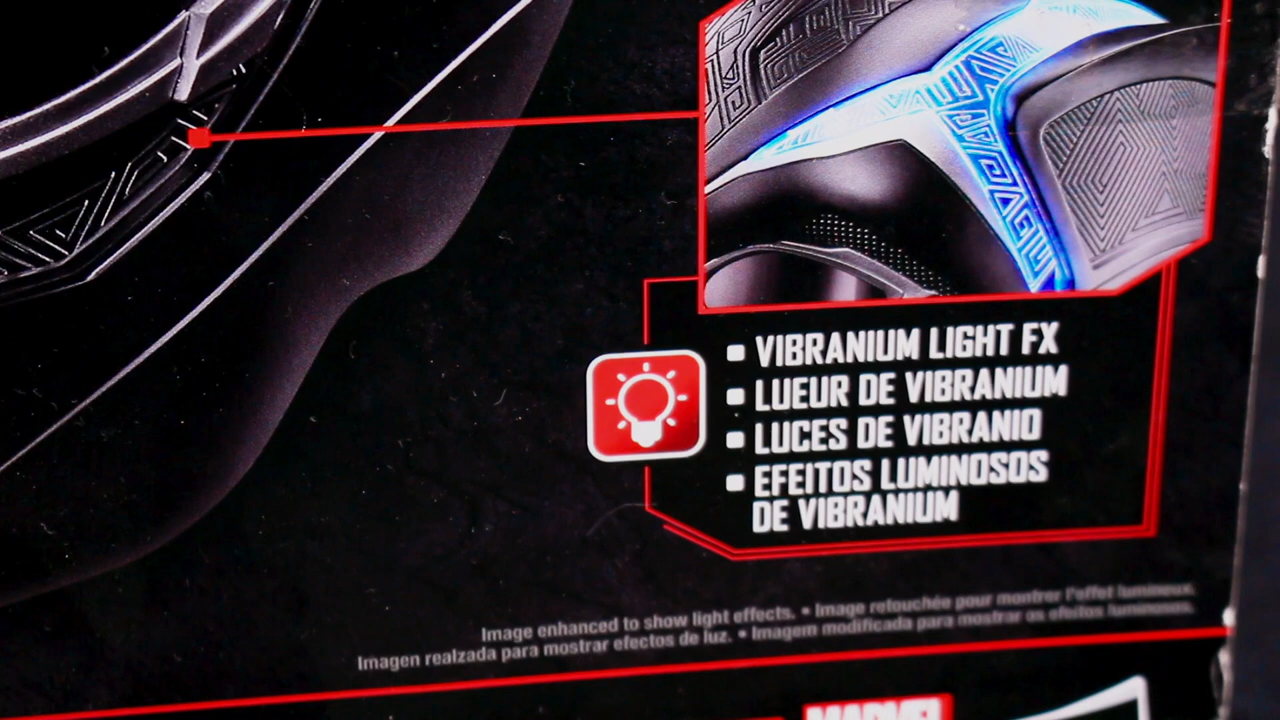 VIBRANIUM LIGHT FX
LUEUR DE VIBRANIUM
LUCES DE VIBRANIO
EFEITOS LUMINOSOS
DE VIBRANIUM
Image enhanced to show light effects. • Image retouchée pour montrer l'effet lumineux.
Imagen realzada para mostrar efectos de luz. • Imagem modificada para mostrar os efeitos luminosos.
MARVEL